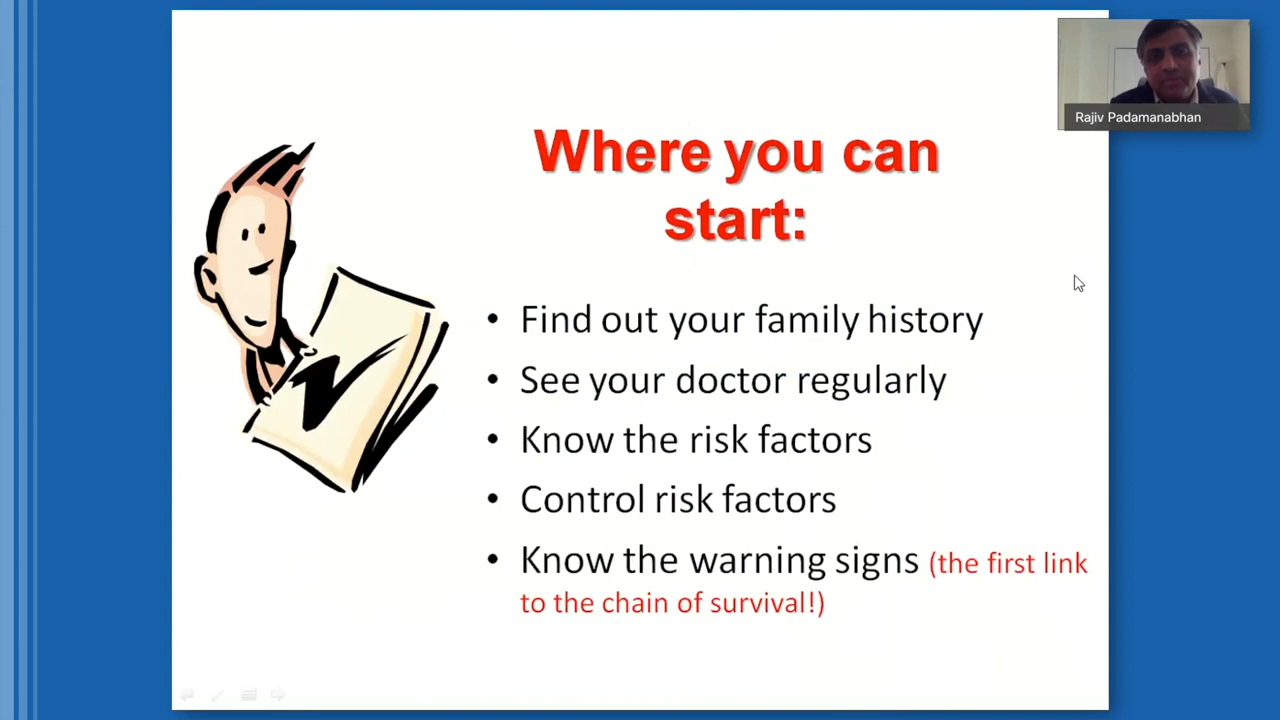 Rajiv Padamanabhan
Where you can
start:
• Find out your family history
• See your doctor regularly
• Know the risk factors
• Control risk factors
• Know the warning signs (the first link
to the chain of survival!)